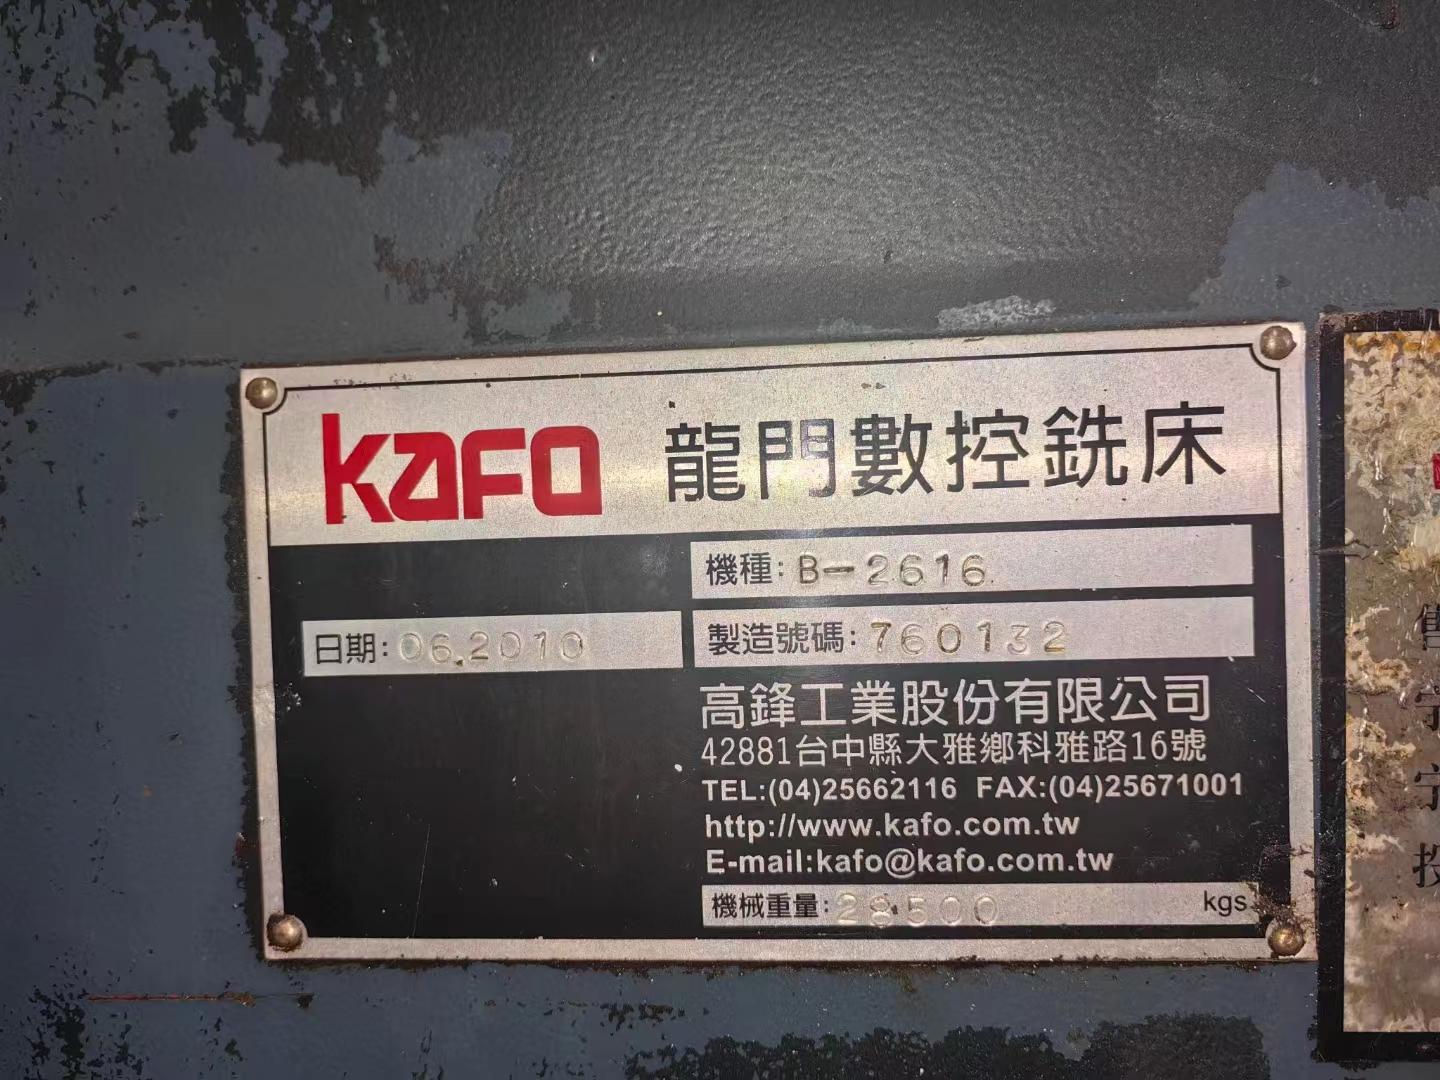 kaFO 龍門數控銑床
機種: B-2616
日期: 06.2010
製造號碼: 760132
高鋒工業股份有限公司
42881台中縣大雅鄉科雅路16號
TEL:(04)25662116 FAX:(04)25671001
http://www.kafo.com.tw
E-mail:kafo@kafo.com.tw
機械重量: 28500 kgs